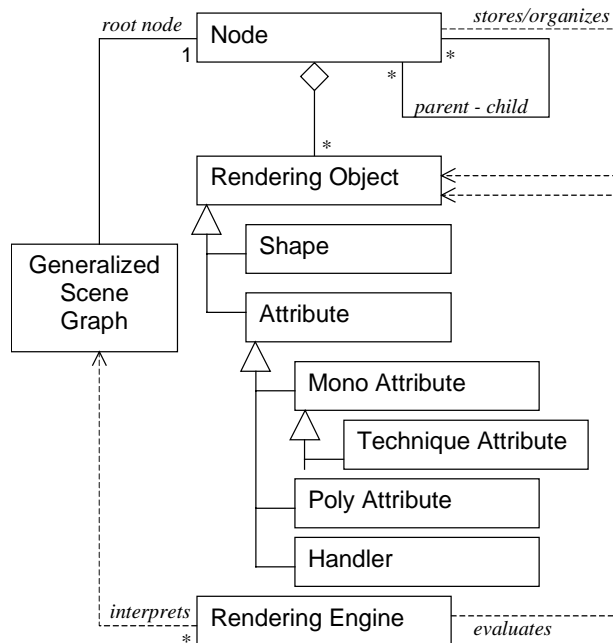 root node
1
Node
stores/organizes
*
*
parent - child
*
Rendering Object
Shape
Generalized
Scene
Graph
Attribute
Mono Attribute
Technique Attribute
Poly Attribute
Handler
interprets
*
Rendering Engine
evaluates